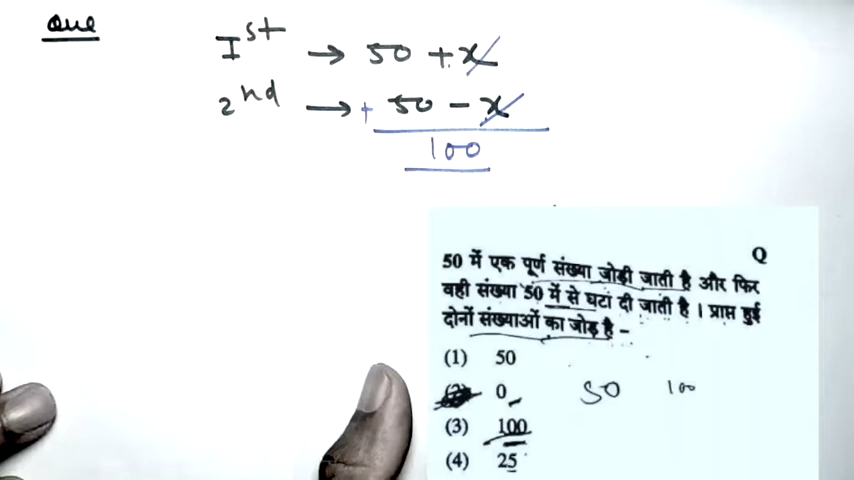 Que
Ist → 50 + x
2nd → + 50 - x
100
Q
50 में एक पूर्ण संख्या जोड़ी जाती है और फिर
वही संख्या 50 में से घटा दी जाती है । प्राप्त हुई
दोनों संख्याओं का जोड़ है –
(1) 50
(2) 0 50 100
(3) 100
(4) 25